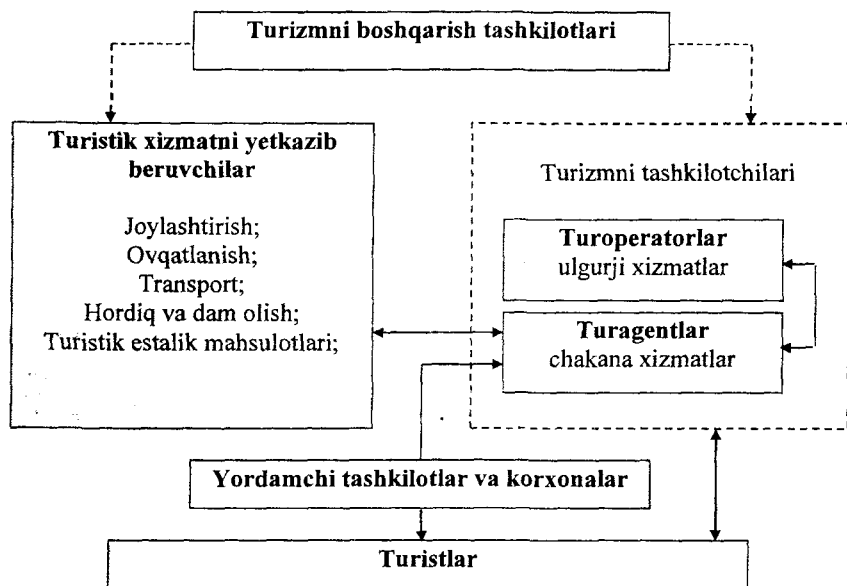 Turizmni boshqarish tashkilotlari
Turistik xizmatni yetkazib
beruvchilar
Joylashtirish;
Ovqatlanish;
Transport;
Hordiq va dam olish;
Turistik estalik mahsulotlari;
Turizmni tashkilotchilari
Turoperatorlar
ulgurji xizmatlar
Turagentlar
chakana xizmatlar
Yordamchi tashkilotlar va korxonalar
Turistlar